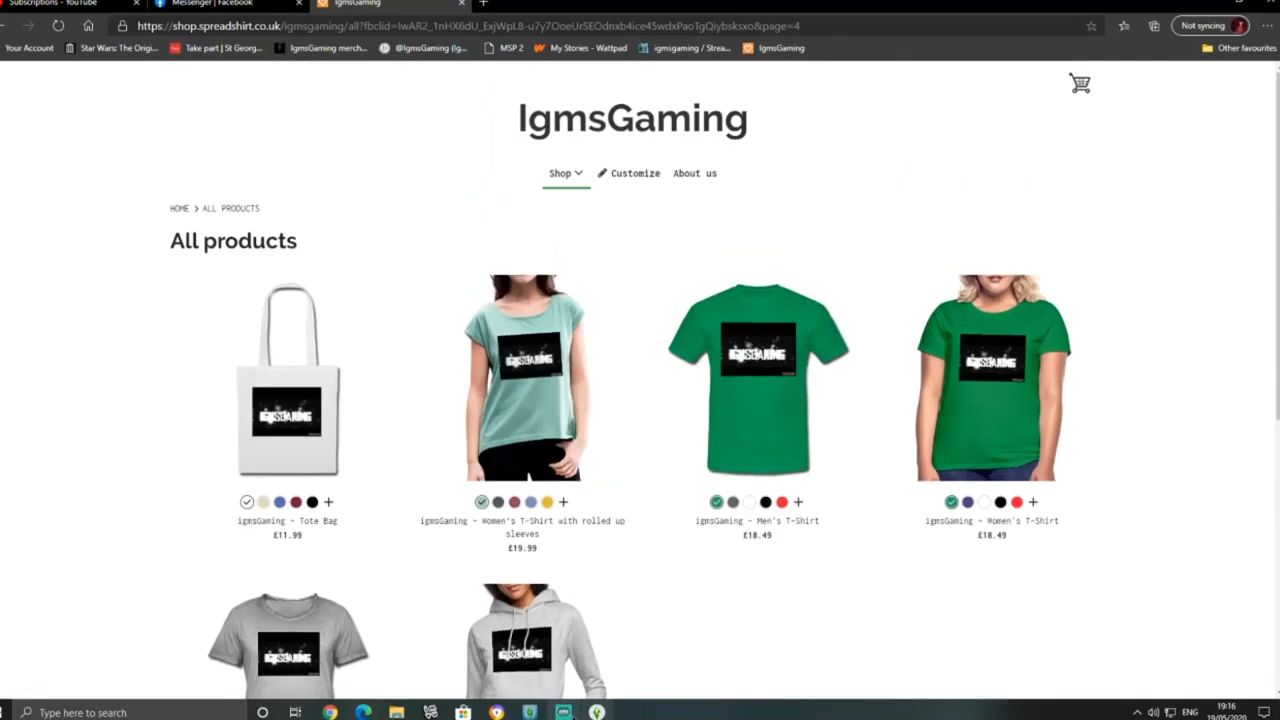 Subscriptions - YouTube
Messenger | Facebook
IgmsGaming
https://shop.spreadshirt.co.uk/igmsgaming/all?fbclid=IwAR2_1nHX6dU_ExjWpL8-u7y7OoeUrSEOdnxb4ice45wdxPaoTgQiybsksxo&page=4
Not syncing
Your Account
Star Wars: The Origi...
Take part | St Georg...
IgmsGaming merch...
@IgmsGaming (Ig...
MSP 2
My Stories - Wattpad
igmsgaming / Strea...
IgmsGaming
Other favourites
IgmsGaming
Shop
Customize
About us
HOME > ALL PRODUCTS
All products
igmsGaming - Tote Bag
£11.99
igmsGaming - Women's T-Shirt with rolled up
sleeves
£19.99
igmsGaming - Men's T-Shirt
£18.49
igmsGaming - Women's T-Shirt
£18.49
Type here to search
ENG
19:16
19/05/2020